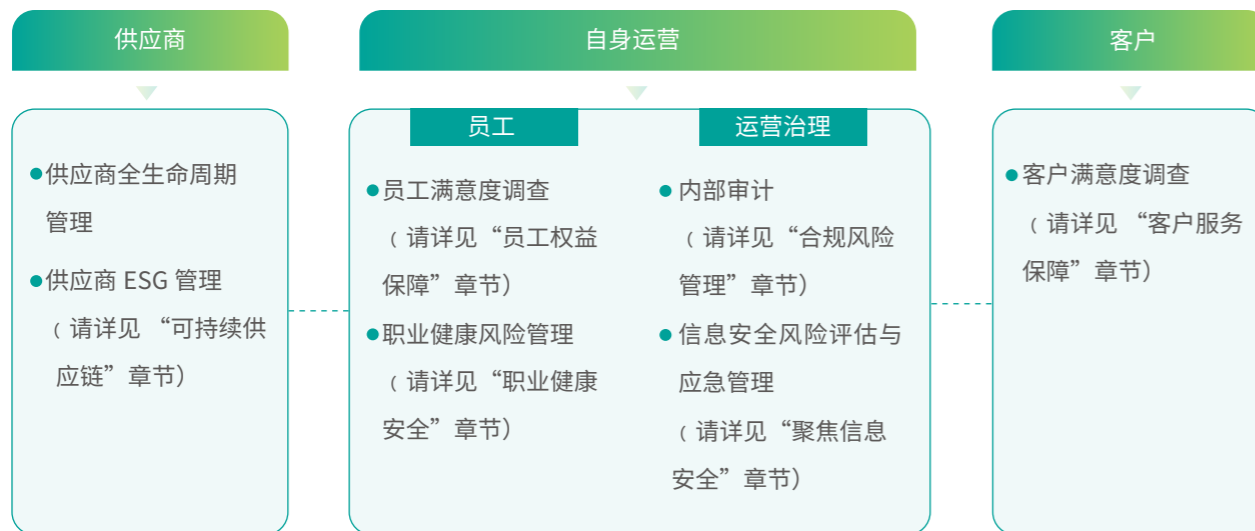 供应商
供应商全生命周期
管理
供应商 ESG 管理
（请详见 “可持续供
应链”章节）
自身运营
员工
员工满意度调查
（请详见“员工权益
保障”章节）
职业健康风险管理
（请详见“职业健康
安全”章节）
运营治理
内部审计
（请详见“合规风险
管理”章节）
信息安全风险评估与
应急管理
（请详见“聚焦信息
安全”章节）
客户
客户满意度调查
（请详见 “客户服务
保障”章节）